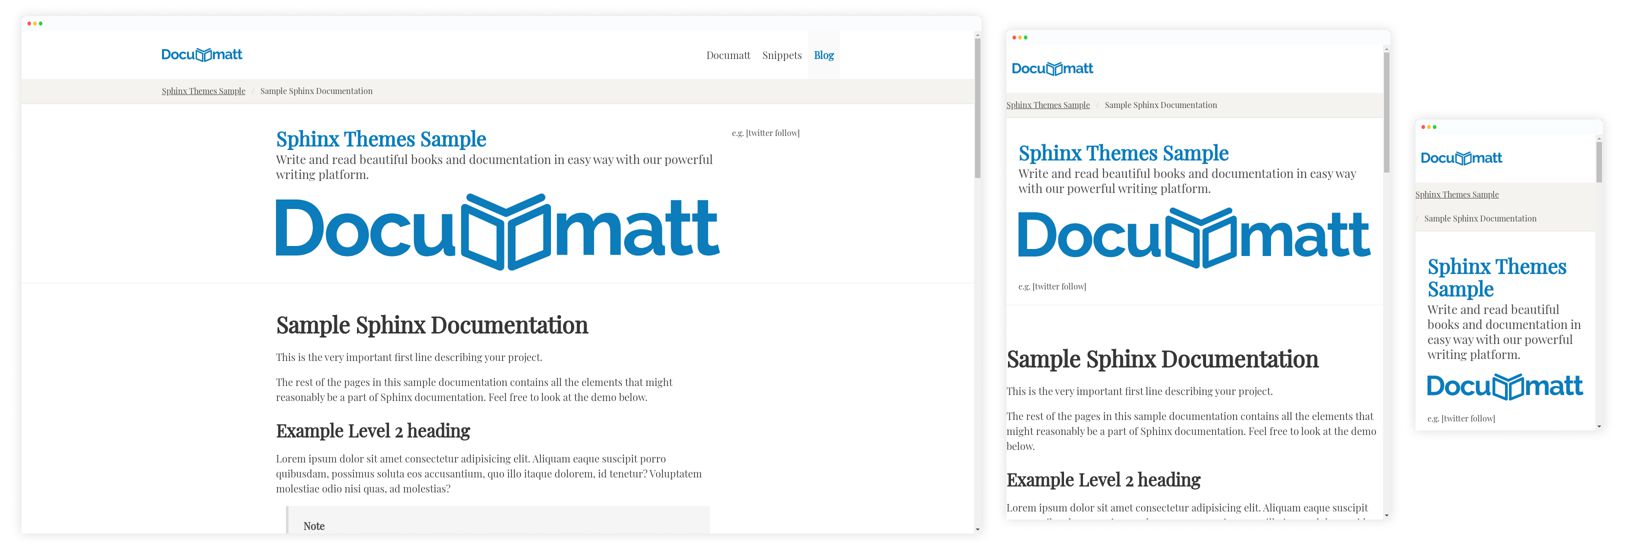 Documatt
Documatt Snippets Blog
Sphinx Themes Sample / Sample Sphinx Documentation
Sphinx Themes Sample
Write and read beautiful books and documentation in easy way with our powerful
writing platform.
e.g. [twitter follow]
Documatt
Sample Sphinx Documentation
This is the very important first line describing your project.
The rest of the pages in this sample documentation contains all the elements that might
reasonably be a part of Sphinx documentation. Feel free to look at the demo below.
Example Level 2 heading
Lorem ipsum dolor sit amet consectetur adipisicing elit. Aliquam eaque suscipit porro
quibusdam, possimus soluta eos accusantium, quo illo itaque dolorem, id tenetur? Voluptatem
molestiae odio nisi quas, ad molestias?
Note
Documatt
Sphinx Themes Sample / Sample Sphinx Documentation
Sphinx Themes Sample
Write and read beautiful books and documentation in easy way
with our powerful writing platform.
Documatt
e.g. [twitter follow]
Sample Sphinx Documentation
This is the very important first line describing your project.
The rest of the pages in this sample documentation contains all the elements that
might reasonably be a part of Sphinx documentation. Feel free to look at the demo
below.
Example Level 2 heading
Lorem ipsum dolor sit amet consectetur adipisicing elit. Aliquam eaque suscipit
Documatt
Sphinx Themes Sample
/ Sample Sphinx Documentation
Sphinx Themes
Sample
Write and read beautiful
books and documentation in
easy way with our powerful
writing platform.
Documatt
e.g. [twitter follow]